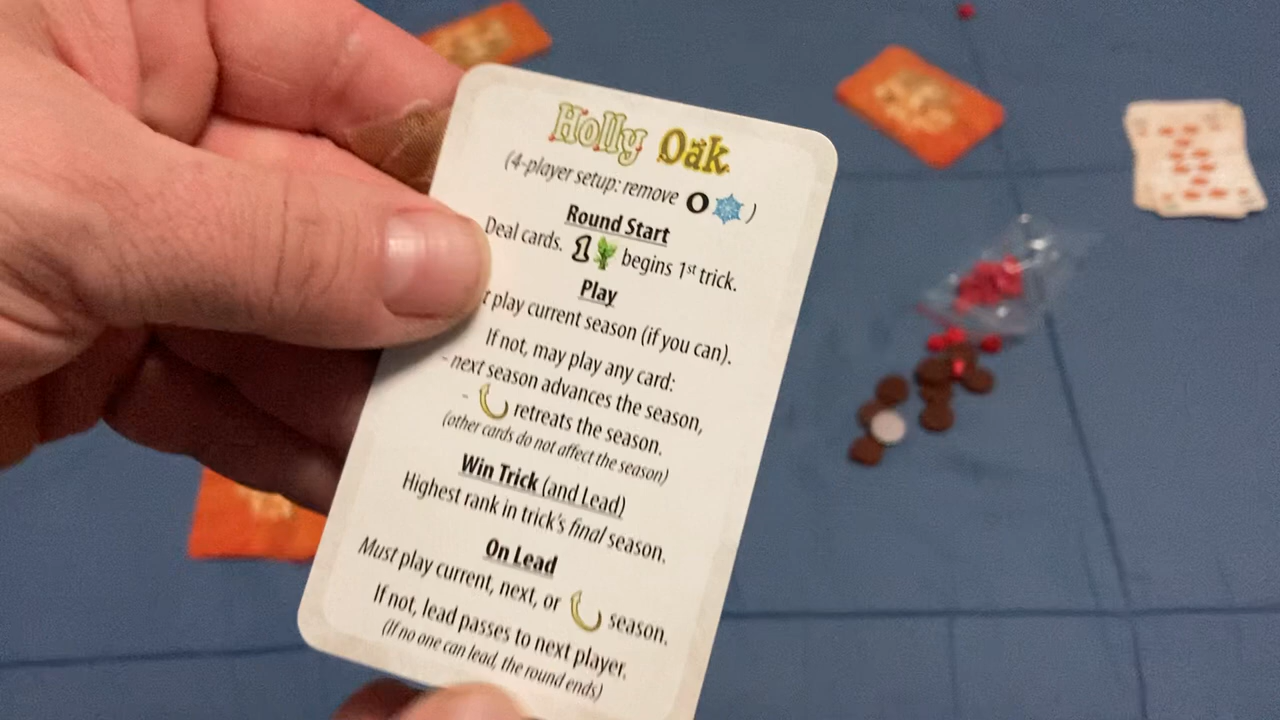 Holly Oak
(4-player setup: remove 0 )
Round Start
Deal cards. 1 begins 1st trick.
Play
play current season (if you can).
If not, may play any card:
- next season advances the season,
- retreats the season.
(other cards do not affect the season)
Win Trick (and Lead)
Highest rank in trick's final season.
On Lead
Must play current, next, or season.
If not, lead passes to next player.
(If no one can lead, the round ends)